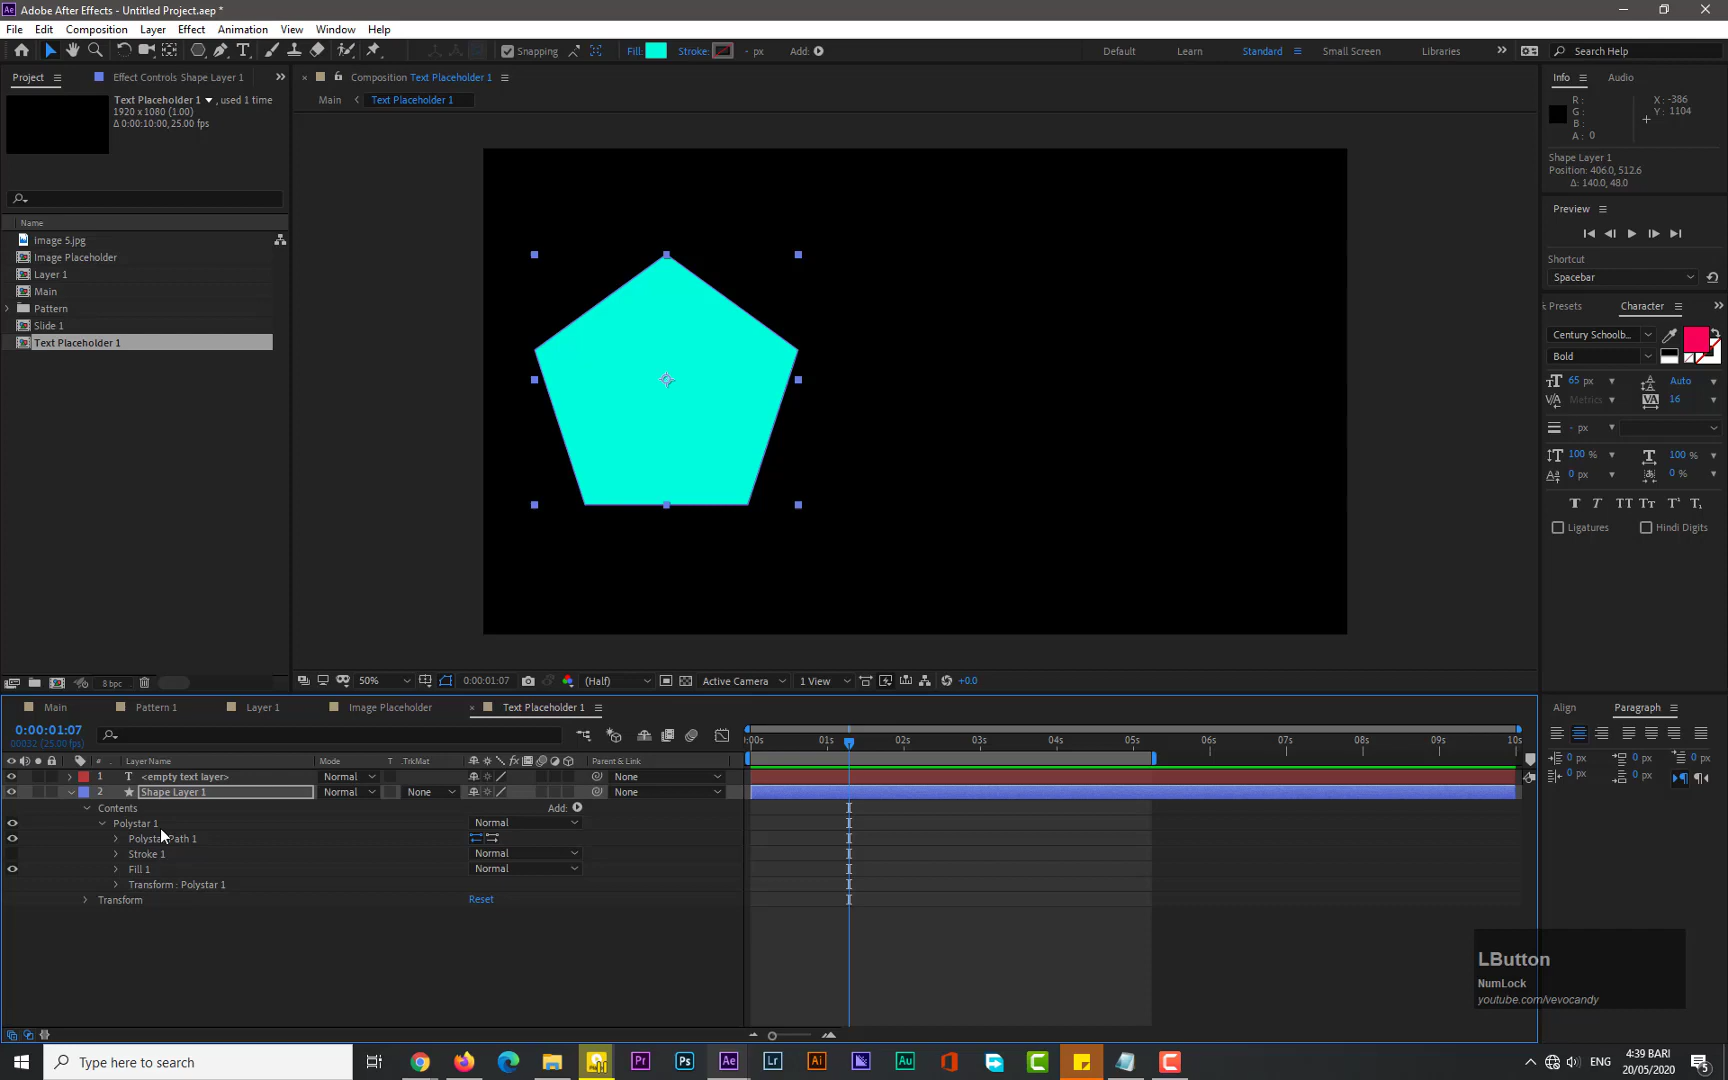 Adobe After Effects - Untitled Project.aep *
File Edit Composition Layer Effect Animation View Window Help
Snapping Fill: Stroke: - px Add: Default Learn Standard Small Screen Libraries Search Help
Project Effect Controls Shape Layer 1
Composition Text Placeholder 1
Info Audio
Text Placeholder 1 , used 1 time
1920 x 1080 (1.00)
Δ 0:00:10:00, 25.00 fps
Main Text Placeholder 1
R :
G :
B :
A : 0
X : -386
Y : 1104
Shape Layer 1
Position: 406.0, 512.6
Δ: 140.0, 48.0
Preview
Shortcut
Spacebar
Name
Image 5.jpg
Image Placeholder
Layer 1
Main
Pattern
Slide 1
Text Placeholder 1
Presets Character
Century Schoolb...
Bold
65 px Auto
Metrics 16
- px
100 % 100 %
0 px 0 %
Ligatures Hindi Digits
8 bpc
50% 0:00:01:07 (Half) Active Camera 1 View +0.0
Main Pattern 1 Layer 1 Image Placeholder Text Placeholder 1
Align Paragraph
0:00:01:07
00032 (25.00 fps)
:00s 01s 02s 03s 04s 05s 06s 07s 08s 09s 10s
# Layer Name Mode T .TrkMat Parent & Link
1 T <empty text layer> Normal None
2 Shape Layer 1 Normal None None
Contents Add:
Polystar 1 Normal
Polystar Path 1
Stroke 1 Normal
Fill 1 Normal
Transform : Polystar 1
Transform Reset
0 px 0 px 0 px
0 px 0 px
LButton
NumLock
youtube.com/vevocandy
Type here to search
ENG
4:39 BARI
20/05/2020
5